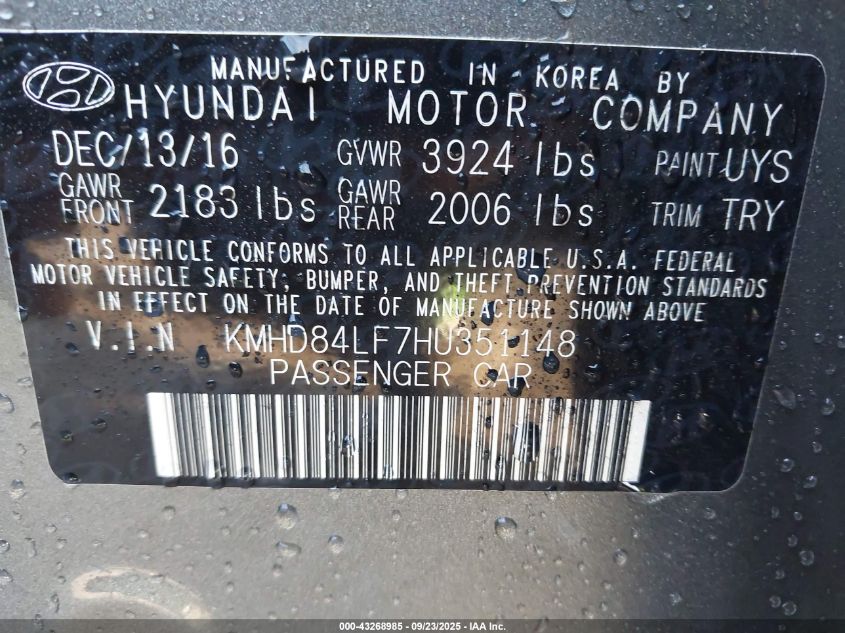 MANUFACTURED IN KOREA BY
HYUNDAI MOTOR COMPANY
DEC/13/16 GVWR 3924 lbs PAINT UYS
GAWR FRONT 2183 lbs GAWR REAR 2006 lbs TRIM TRY
THIS VEHICLE CONFORMS TO ALL APPLICABLE U.S.A. FEDERAL
MOTOR VEHICLE SAFETY, BUMPER, AND THEFT PREVENTION STANDARDS
IN EFFECT ON THE DATE OF MANUFACTURE SHOWN ABOVE
V.I.N KMHD84LF7HU351148
PASSENGER CAR
000-43268985 - 09/23/2025 - IAA Inc.